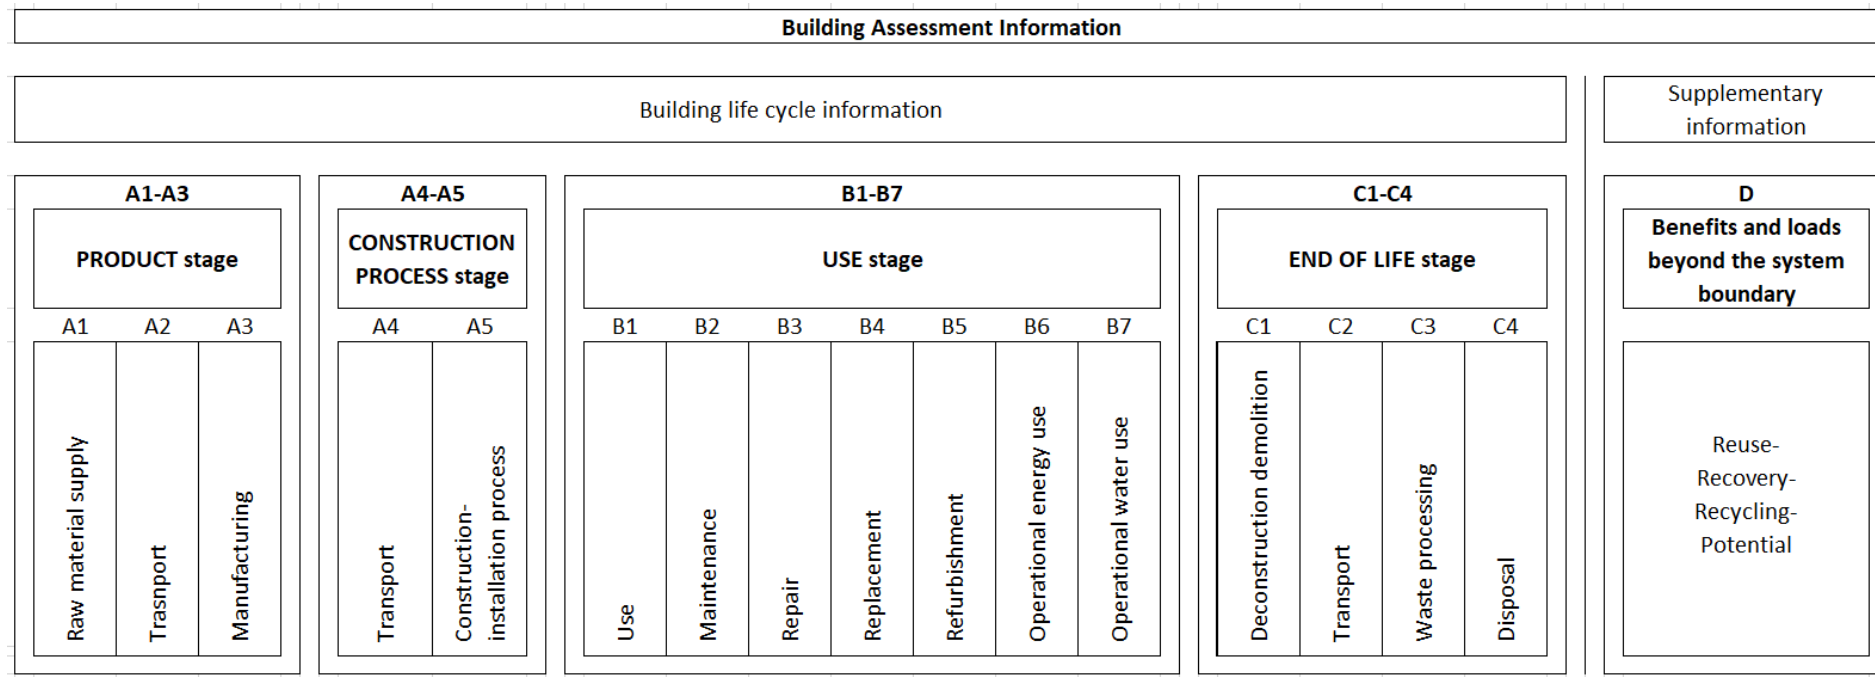 Building Assessment Information
Building life cycle information
Supplementary
information
A1-A3
PRODUCT stage
A1
A2
A3
Raw material supply
Trasnport
Manufacturing
A4-A5
CONSTRUCTION
PROCESS stage
A4
A5
Transport
Construction-
installation process
B1-B7
USE stage
B1
B2
B3
B4
B5
B6
B7
Use
Maintenance
Repair
Replacement
Refurbishment
Operational energy use
Operational water use
C1-C4
END OF LIFE stage
C1
C2
C3
C4
Deconstruction demolition
Transport
Waste processing
Disposal
D
Benefits and loads
beyond the system
boundary
Reuse-
Recovery-
Recycling-
Potential